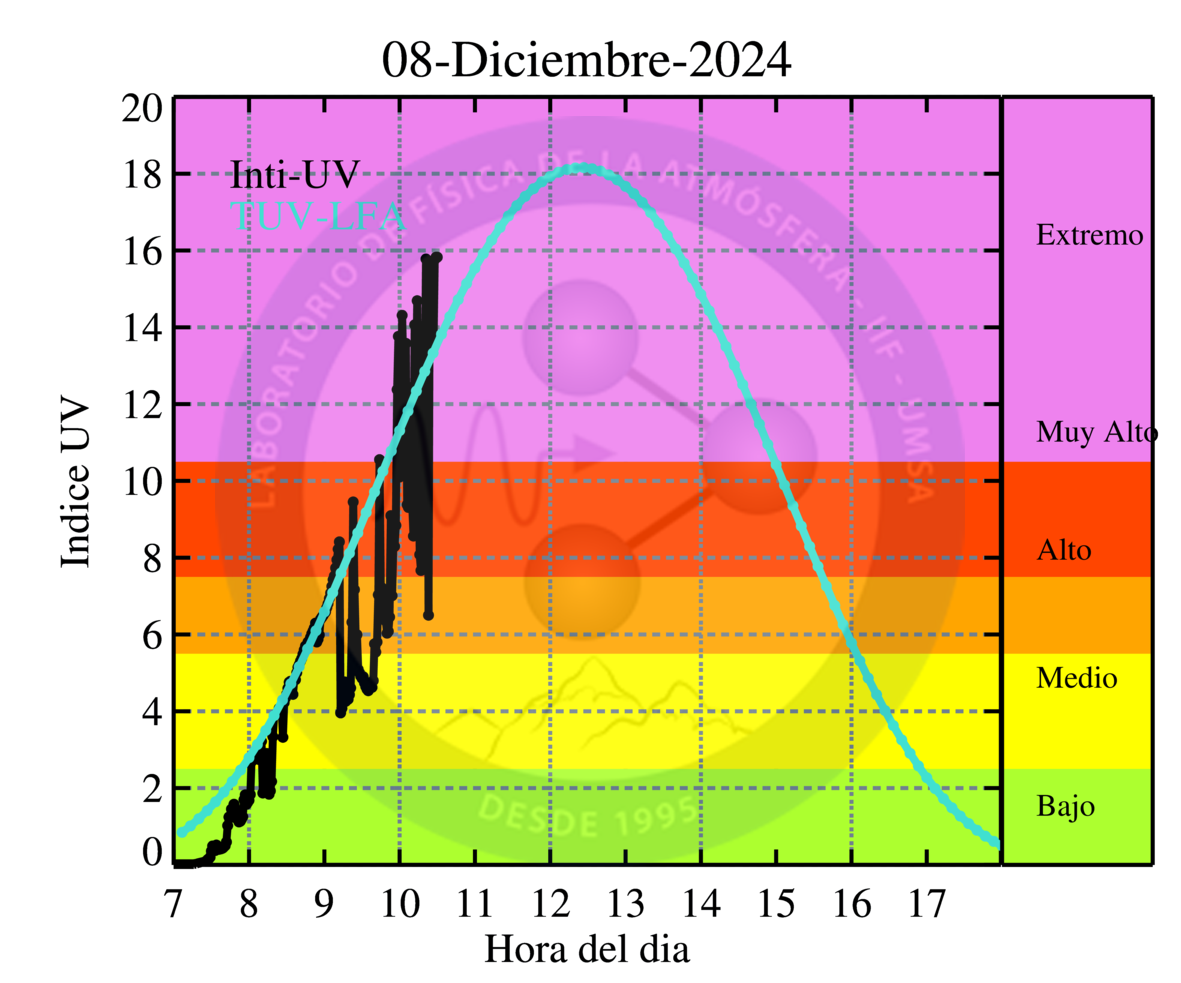 08-Diciembre-2024
Inti-UV
TUV-LFA
LABORATORIO DE FÍSICA DE LA ATMÓSFERA - IIF - UMSA
DESDE 1995
Indice UV
20
18
16
14
12
10
8
6
4
2
0
Extremo
Muy Alto
Alto
Medio
Bajo
7 8 9 10 11 12 13 14 15 16 17
Hora del dia